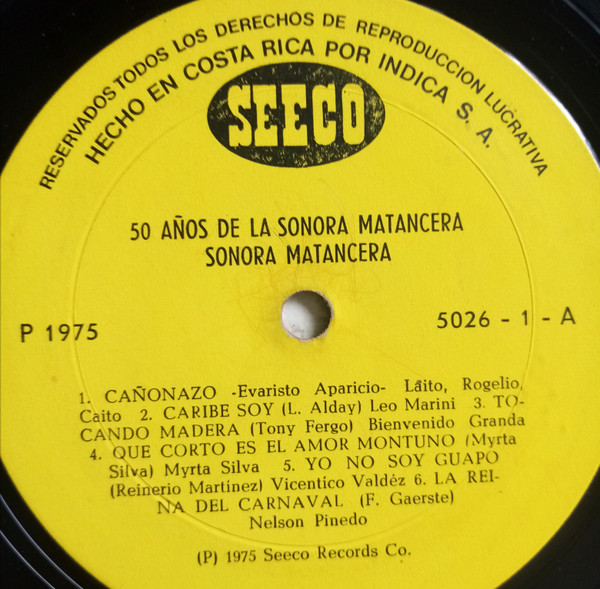 RESERVADOS TODOS LOS DERECHOS DE REPRODUCCION LUCRATIVA
HECHO EN COSTA RICA POR INDICA S. A.
SEECO
50 AÑOS DE LA SONORA MATANCERA
SONORA MATANCERA
P 1975
5026 - 1 - A
1. CAÑONAZO -Evaristo Aparicio- Láito, Rogelio,
Caito 2. CARIBE SOY (L. Alday) Leo Marini 3. TO-
CANDO MADERA (Tony Fergo) Bienvenido Granda
4. QUE CORTO ES EL AMOR MONTUNO (Myrta
Silva) Myrta Silva 5. YO NO SOY GUAPO
(Reinerio Martínez) Vicentico Valdéz 6. LA REI-
NA DEL CARNAVAL (F. Gaerste)
Nelson Pinedo
(P) 1975 Seeco Records Co.